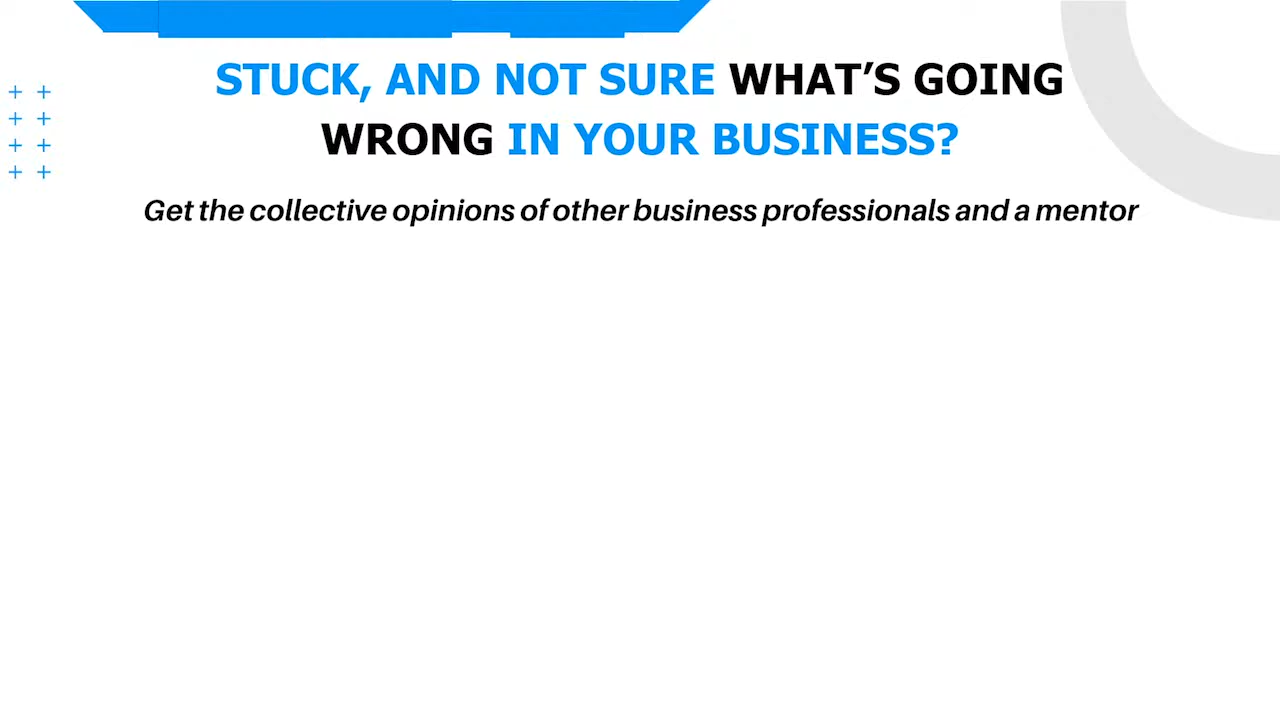 STUCK, AND NOT SURE WHAT’S GOING
WRONG IN YOUR BUSINESS?
Get the collective opinions of other business professionals and a mentor